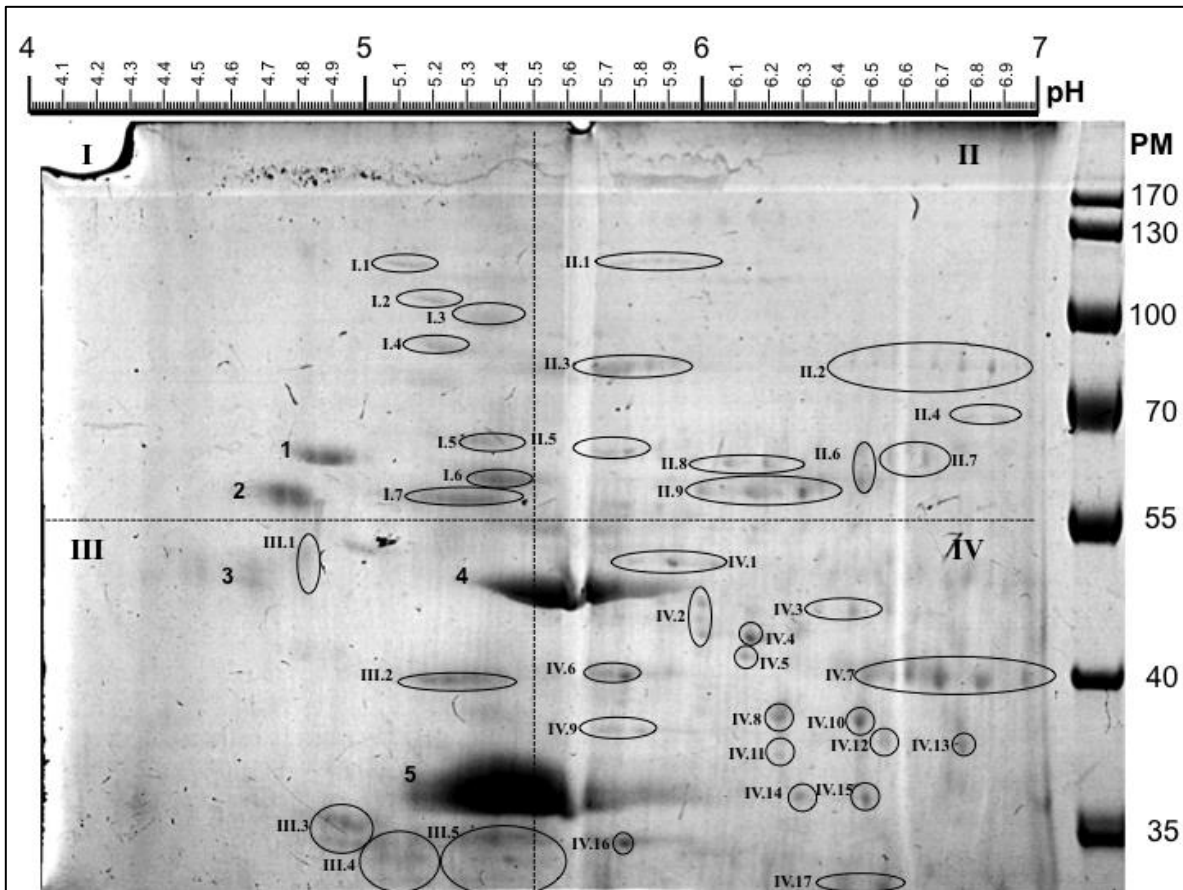 4 5 6 7
4.1 4.2 4.3 4.4 4.5 4.6 4.7 4.8 4.9 5.1 5.2 5.3 5.4 5.5 5.6 5.7 5.8 5.9 6.1 6.2 6.3 6.4 6.5 6.6 6.7 6.8 6.9
pH
I II PM
170
130
I.1 II.1
I.2
I.3 100
I.4
II.3 II.2
II.4 70
1 I.5 II.5
II.8 II.6 II.7
2 I.6
I.7 II.9
55
III III.1 IV
3 4 IV.1
IV.2 IV.3
IV.4
IV.5
III.2 IV.6 IV.7 40
IV.8 IV.10
IV.9 IV.12 IV.13
IV.11
5
IV.14 IV.15
III.3 III.5 35
III.4 IV.16
IV.17